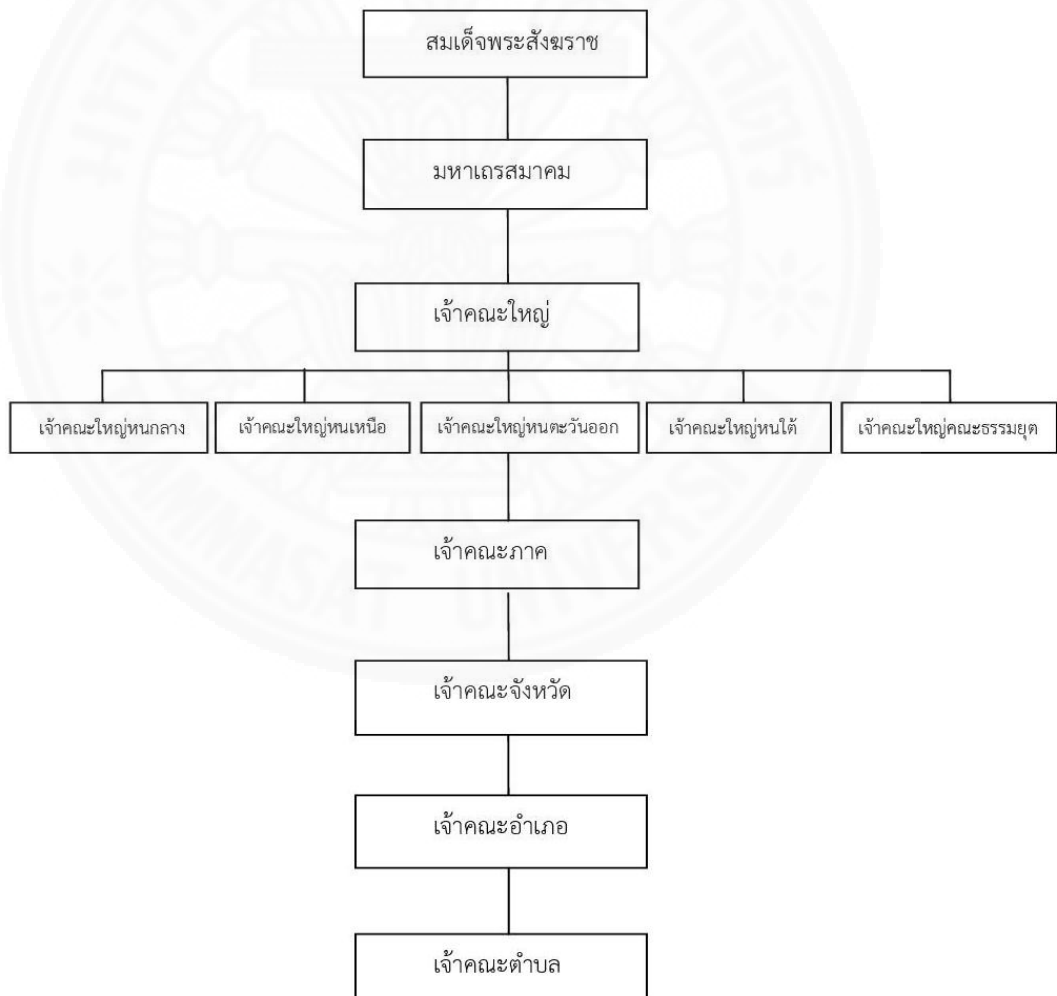 สมเด็จพระสังฆราช
มหาเถรสมาคม
เจ้าคณะใหญ่
เจ้าคณะใหญ่หนกลาง
เจ้าคณะใหญ่หนเหนือ
เจ้าคณะใหญ่หนตะวันออก
เจ้าคณะใหญ่หนใต้
เจ้าคณะใหญ่คณะธรรมยุต
เจ้าคณะภาค
เจ้าคณะจังหวัด
เจ้าคณะอำเภอ
เจ้าคณะตำบล